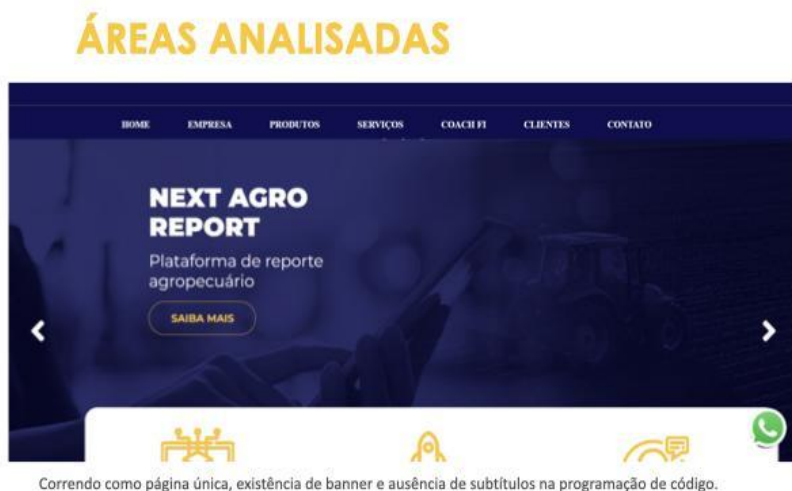 ÁREAS ANALISADAS
HOME EMPRESA PRODUTOS SERVIÇOS COACH FI CLIENTES CONTATO
NEXT AGRO
REPORT
Plataforma de reporte
agropecuário
SAIBA MAIS
Correndo como página única, existência de banner e ausência de subtítulos na programação de código.